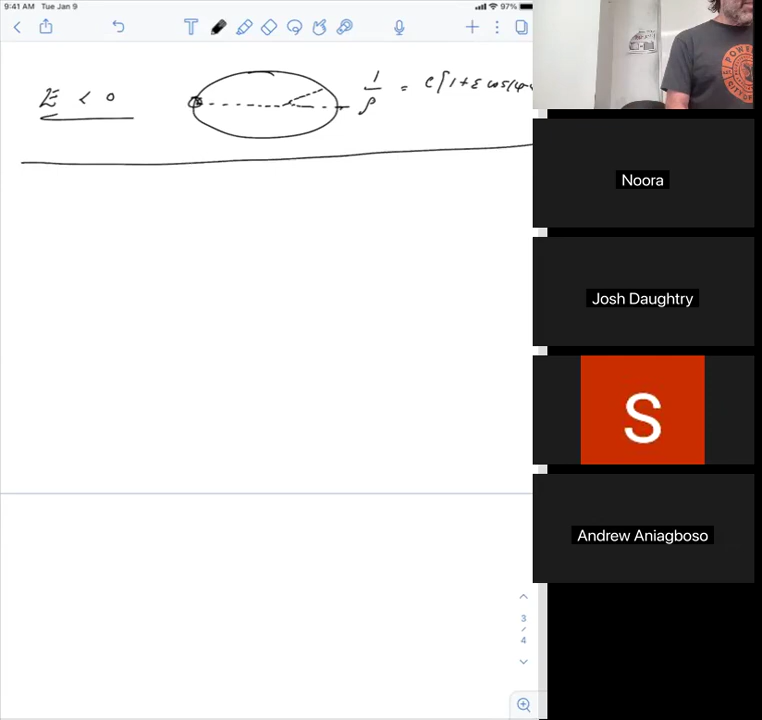 9:41 AM Tue Jan 9
97%
T
E < 0
1/ρ = c[1+ε cos(φ
Noora
Josh Daughtry
S
Andrew Aniagboso
3
/
4